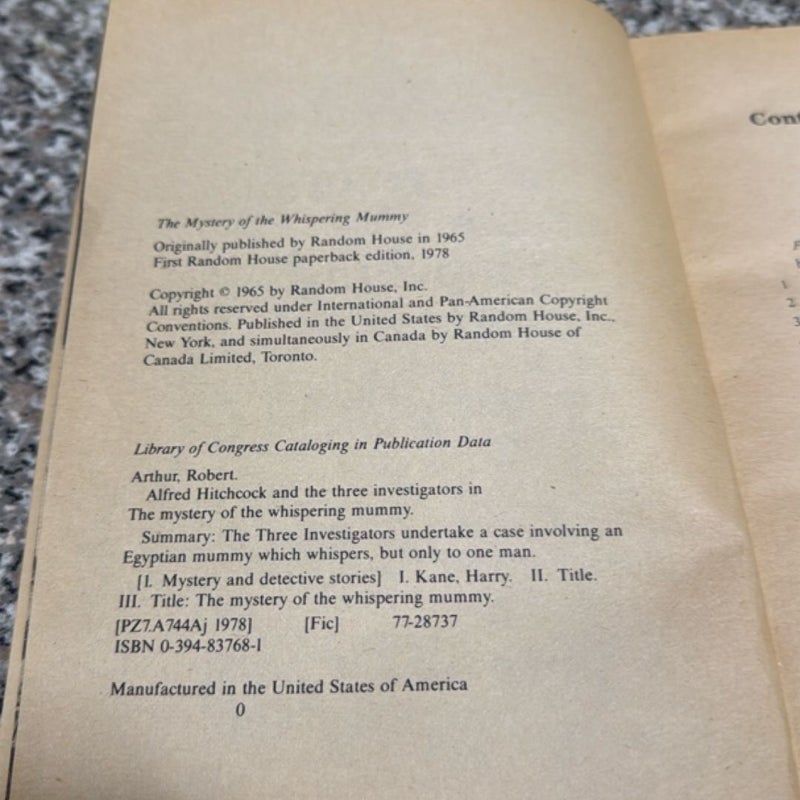 The Mystery of the Whispering Mummy
Originally published by Random House in 1965
First Random House paperback edition, 1978
Copyright © 1965 by Random House, Inc.
All rights reserved under International and Pan-American Copyright
Conventions. Published in the United States by Random House, Inc.,
New York, and simultaneously in Canada by Random House of
Canada Limited, Toronto.
Library of Congress Cataloging in Publication Data
Arthur, Robert.
Alfred Hitchcock and the three investigators in
The mystery of the whispering mummy.
Summary: The Three Investigators undertake a case involving an
Egyptian mummy which whispers, but only to one man.
[1. Mystery and detective stories] I. Kane, Harry. II. Title.
III. Title: The mystery of the whispering mummy.
[PZ7.A744Aj 1978] [Fic] 77-28737
ISBN 0-394-83768-1
Manufactured in the United States of America
0
Cont
1
2
3